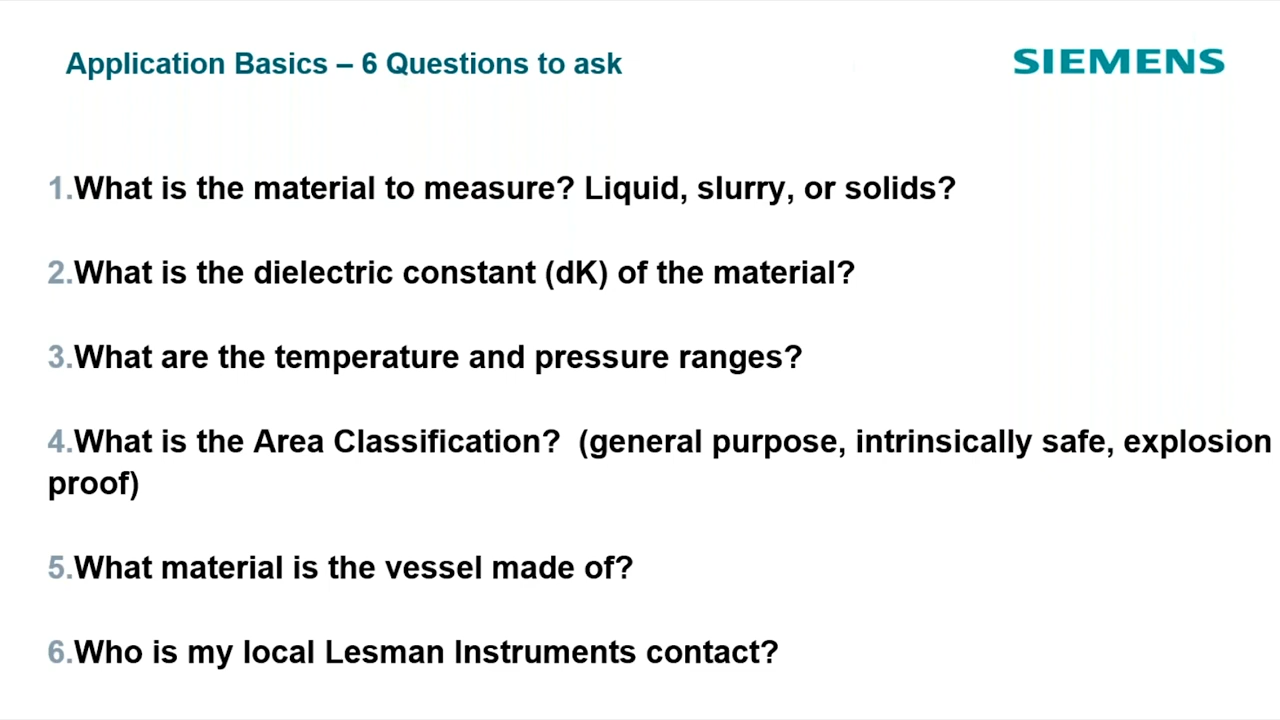 Application Basics – 6 Questions to ask
SIEMENS
1.What is the material to measure? Liquid, slurry, or solids?
2.What is the dielectric constant (dK) of the material?
3.What are the temperature and pressure ranges?
4.What is the Area Classification?  (general purpose, intrinsically safe, explosion
proof)
5.What material is the vessel made of?
6.Who is my local Lesman Instruments contact?